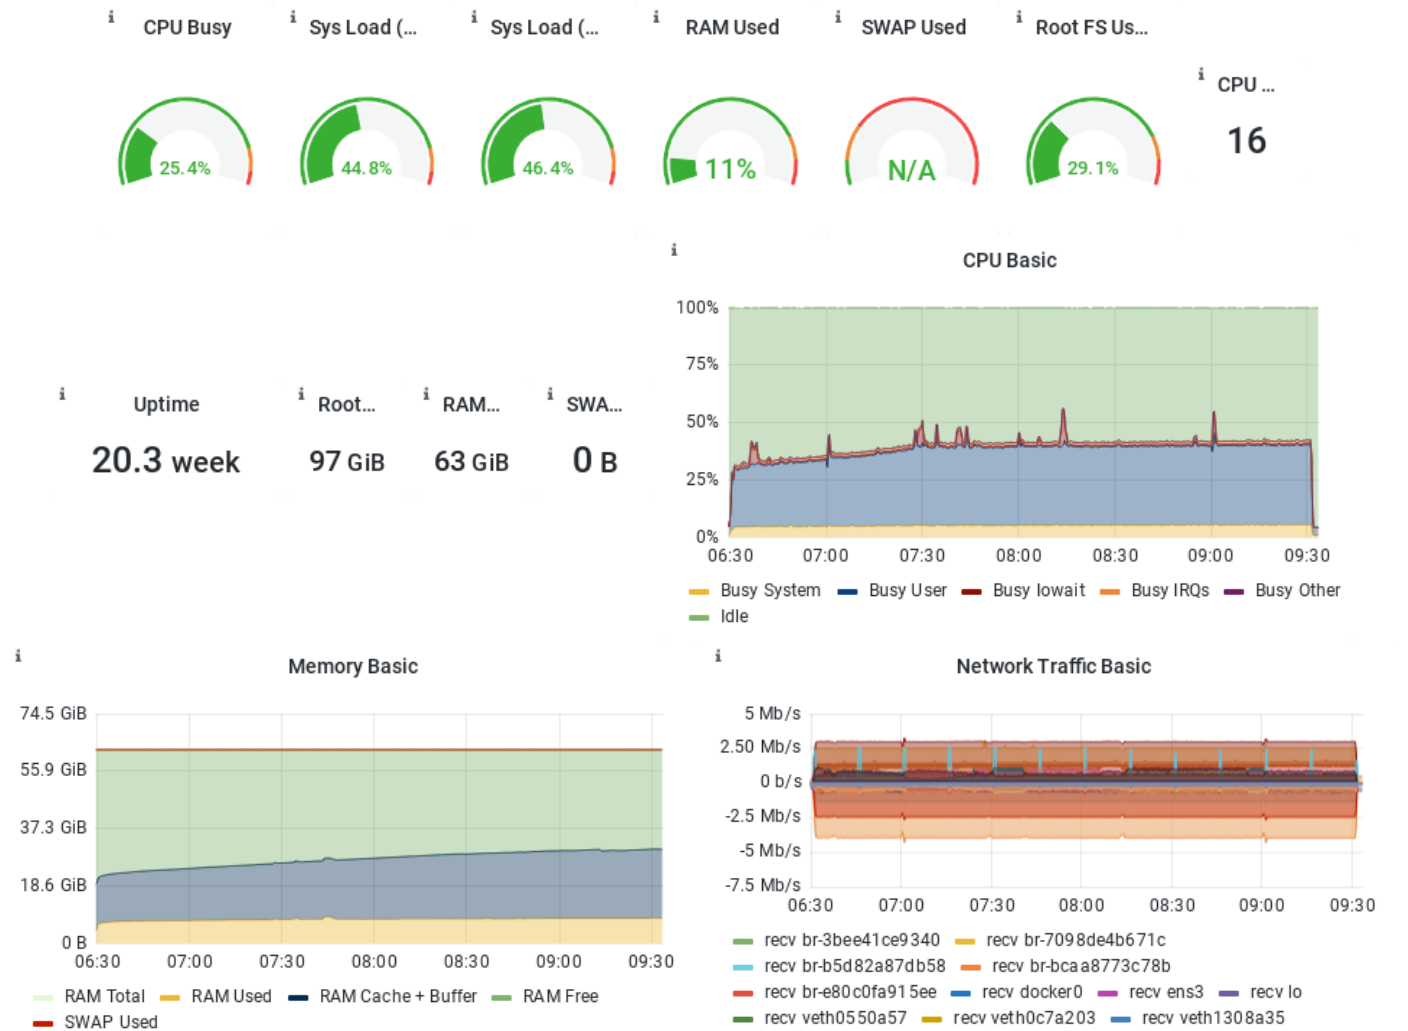 CPU Busy
Sys Load (...
Sys Load (...
RAM Used
SWAP Used
Root FS Us...
CPU ...
25.4%
44.8%
46.4%
11%
N/A
29.1%
16
Uptime
Root...
RAM...
SWA...
20.3 week
97 GiB
63 GiB
0 B
CPU Basic
100%
75%
50%
25%
0%
06:30 07:00 07:30 08:00 08:30 09:00 09:30
Busy System Busy User Busy Iowait Busy IRQs Busy Other
Idle
Memory Basic
74.5 GiB
55.9 GiB
37.3 GiB
18.6 GiB
0 B
06:30 07:00 07:30 08:00 08:30 09:00 09:30
RAM Total RAM Used RAM Cache + Buffer RAM Free
SWAP Used
Network Traffic Basic
5 Mb/s
2.50 Mb/s
0 b/s
-2.5 Mb/s
-5 Mb/s
-7.5 Mb/s
06:30 07:00 07:30 08:00 08:30 09:00 09:30
recv br-3bee41ce9340 recv br-7098de4b671c
recv br-b5d82a87db58 recv br-bcaa8773c78b
recv br-e80c0fa915ee recv docker0 recv ens3 recv lo
recv veth0550a57 recv veth0c7a203 recv veth1308a35